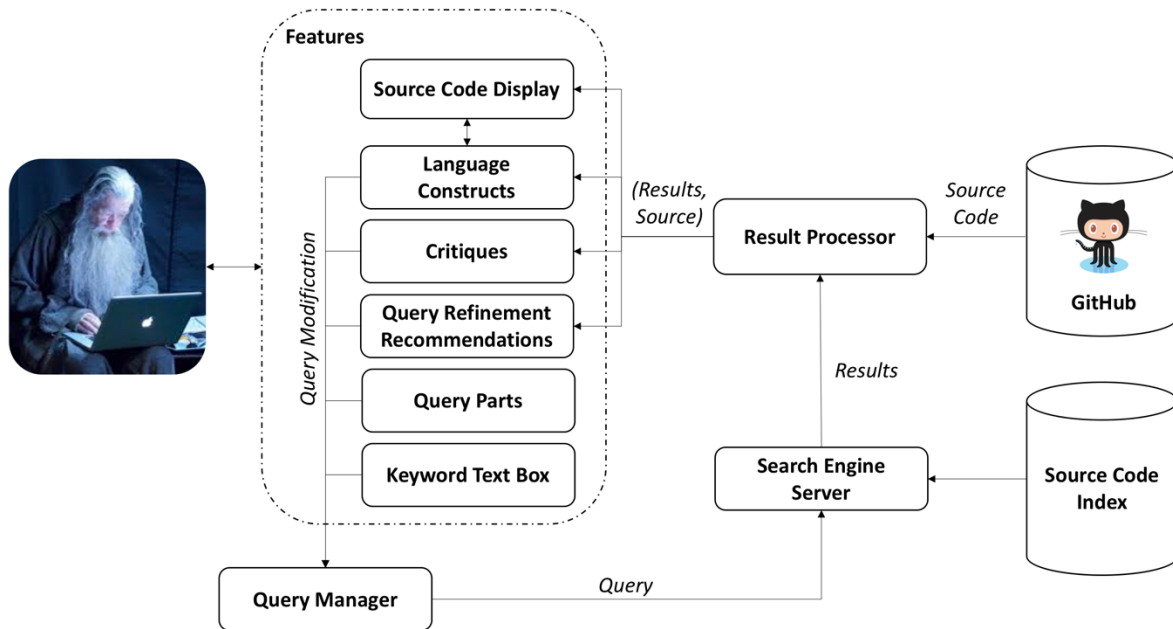 Features
Source Code Display
Language
Constructs
Critiques
Query Refinement
Recommendations
Query Parts
Keyword Text Box
Query Modification
(Results,
Source)
Result Processor
Source
Code
GitHub
Results
Search Engine
Server
Source Code
Index
Query Manager
Query